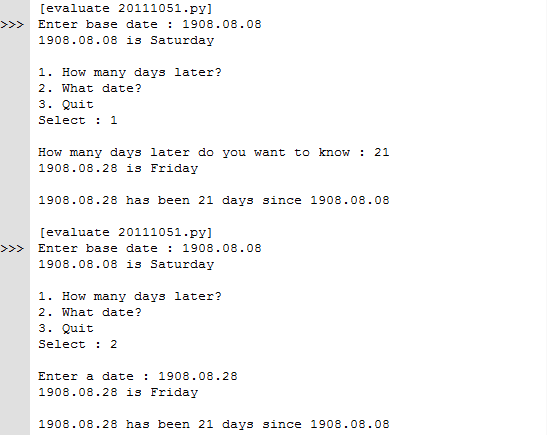 [evaluate 20111051.py]
>>> Enter base date : 1908.08.08
1908.08.08 is Saturday
1. How many days later?
2. What date?
3. Quit
Select : 1
How many days later do you want to know : 21
1908.08.28 is Friday
1908.08.28 has been 21 days since 1908.08.08
[evaluate 20111051.py]
>>> Enter base date : 1908.08.08
1908.08.08 is Saturday
1. How many days later?
2. What date?
3. Quit
Select : 2
Enter a date : 1908.08.28
1908.08.28 is Friday
1908.08.28 has been 21 days since 1908.08.08